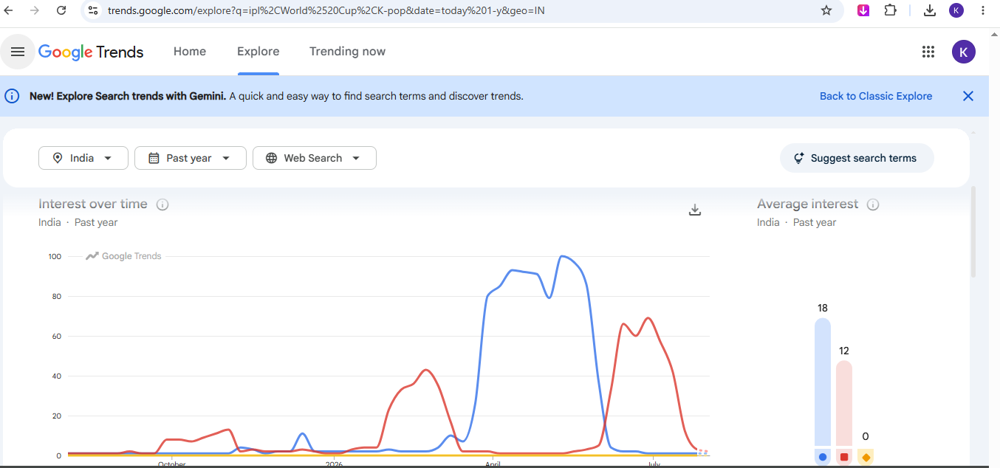 trends.google.com/explore?q=ipl%2CWorld%2520Cup%2CK-pop&date=today%201-y&geo=IN
K
Google Trends
Home
Explore
Trending now
K
New! Explore Search trends with Gemini. A quick and easy way to find search terms and discover trends.
Back to Classic Explore
India
Past year
Web Search
Suggest search terms
Interest over time
India · Past year
Average interest
India · Past year
100
Google Trends
80
60
40
20
0
October
2026
April
July
18
12
0